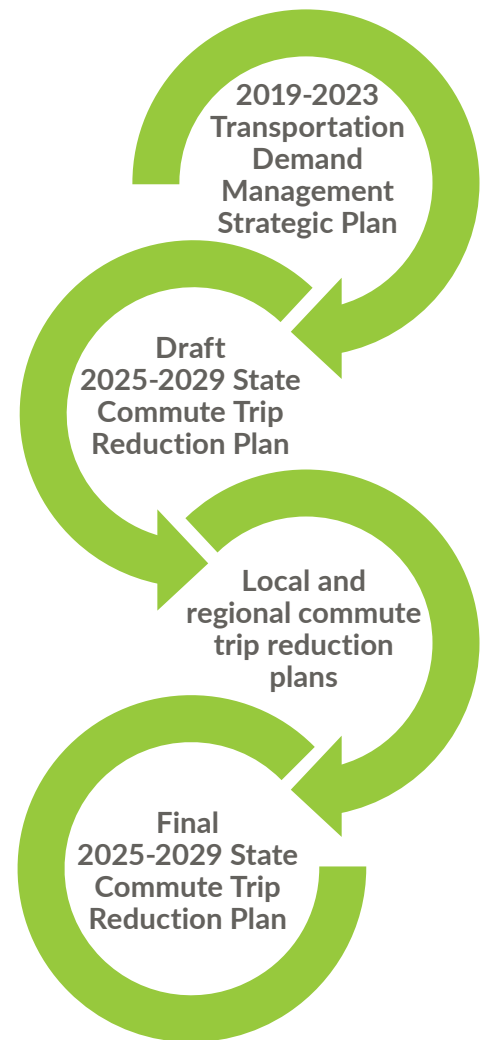 2019-2023
Transportation
Demand
Management
Strategic Plan
Draft
2025-2029 State
Commute Trip
Reduction Plan
Local and
regional commute
trip reduction
plans
Final
2025-2029 State
Commute Trip
Reduction Plan